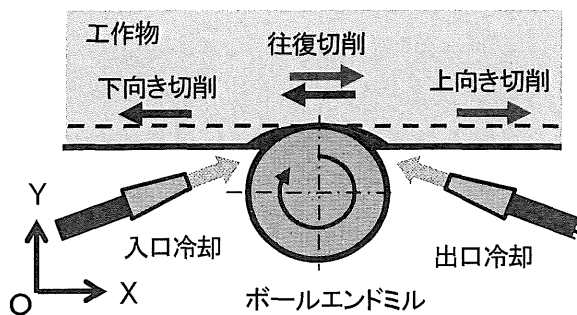 工作物
往復切削
下向き切削
上向き切削
Y
入口冷却
出口冷却
O
X
ボールエンドミル